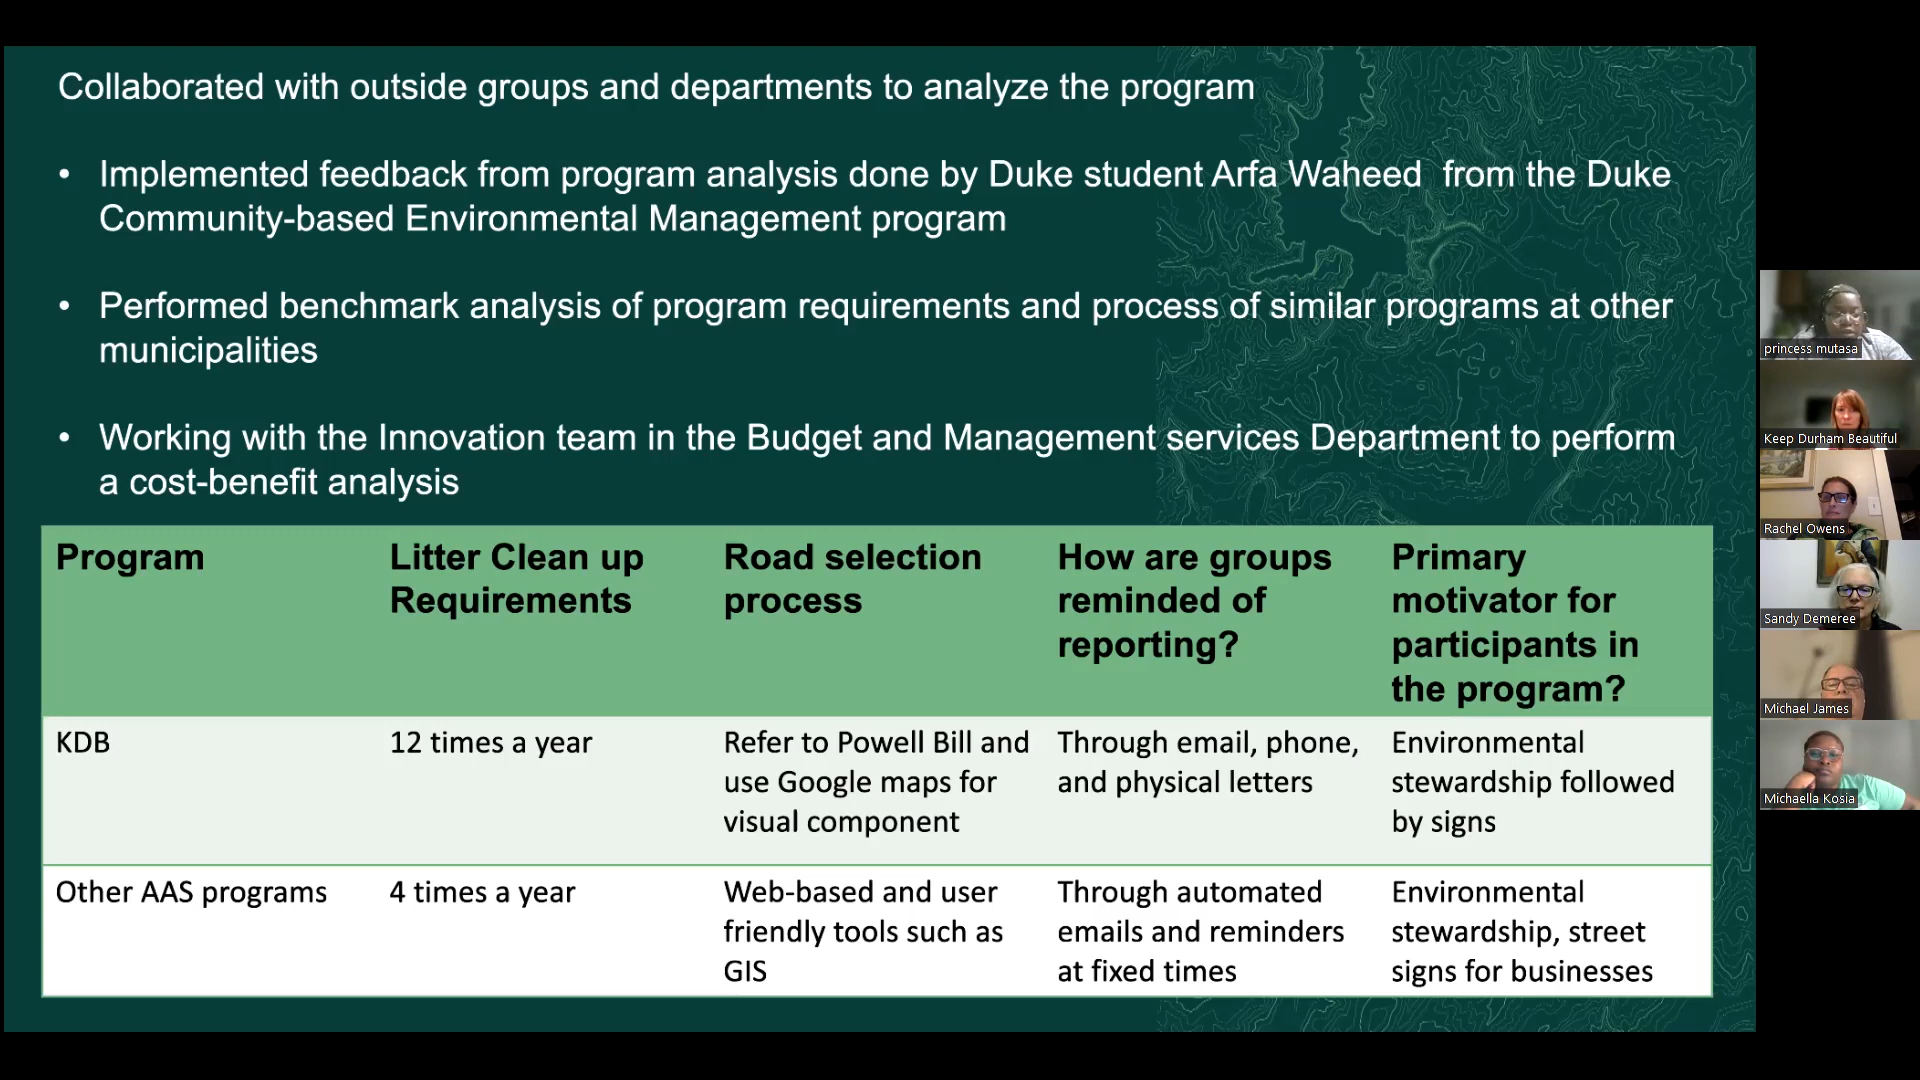 Collaborated with outside groups and departments to analyze the program
• Implemented feedback from program analysis done by Duke student Arfa Waheed from the Duke
Community-based Environmental Management program
• Performed benchmark analysis of program requirements and process of similar programs at other
municipalities
• Working with the Innovation team in the Budget and Management services Department to perform
a cost-benefit analysis
Program
Litter Clean up
Requirements
Road selection
process
How are groups
reminded of
reporting?
Primary
motivator for
participants in
the program?
KDB
12 times a year
Refer to Powell Bill and
use Google maps for
visual component
Through email, phone,
and physical letters
Environmental
stewardship followed
by signs
Other AAS programs
4 times a year
Web-based and user
friendly tools such as
GIS
Through automated
emails and reminders
at fixed times
Environmental
stewardship, street
signs for businesses
princess mutasa
Keep Durham Beautiful
Rachel Owens
Sandy Demeree
Michael James
Michaella Kosia